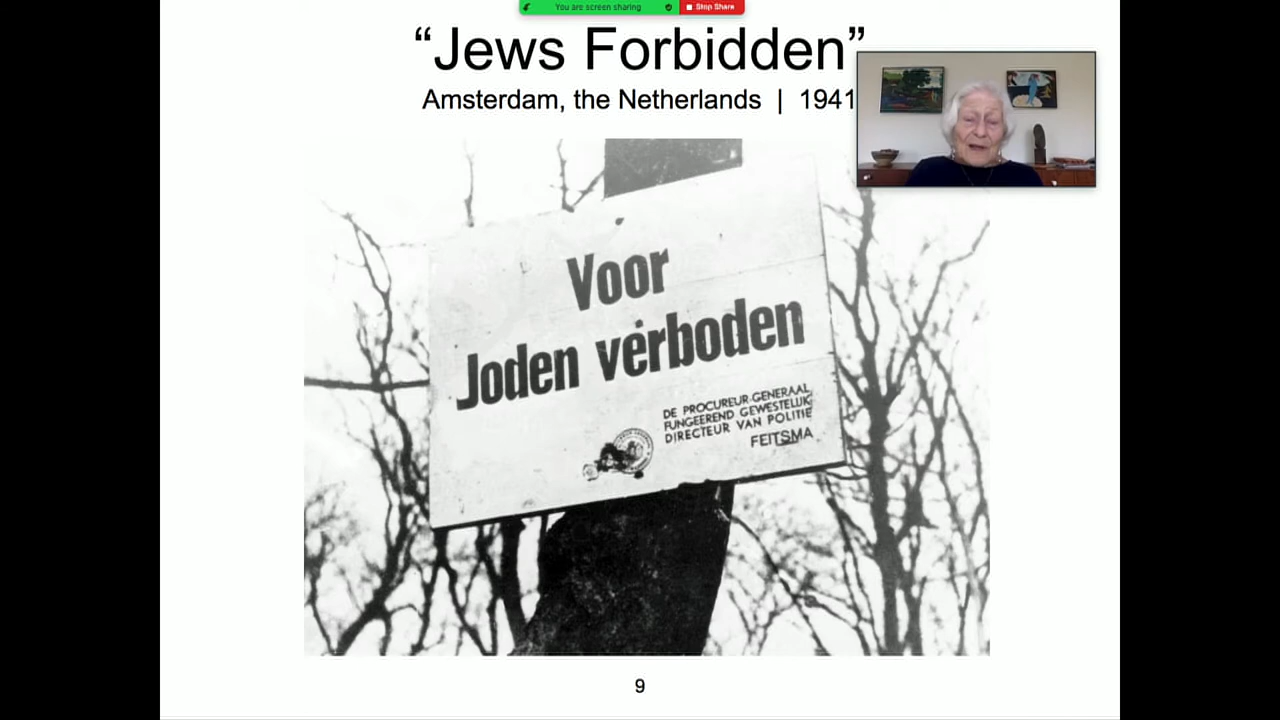 You are screen sharing
Stop Share
“Jews Forbidden”
Amsterdam, the Netherlands | 1941
Voor
Joden verboden
DE PROCUREUR-GENERAAL
FUNGEEREND GEWESTELIJK
DIRECTEUR VAN POLITIE
FEITSMA
9